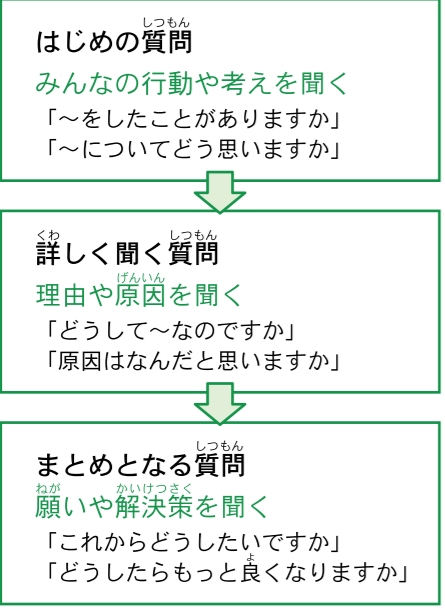 はじめの質問
みんなの行動や考えを聞く
「～をしたことがありますか」
「～についてどう思いますか」
詳しく聞く質問
理由や原因を聞く
「どうして～なのですか」
「原因はなんだと思いますか」
まとめとなる質問
願いや解決策を聞く
「これからどうしたいですか」
「どうしたらもっと良くなりますか」